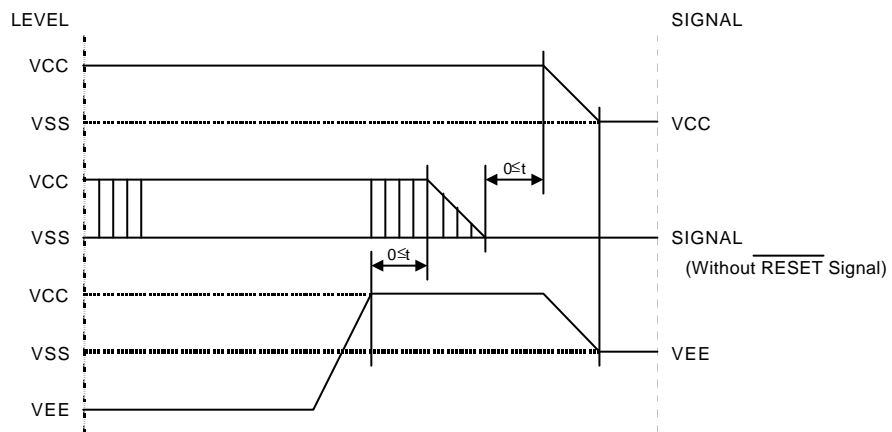 LEVEL SIGNAL
VCC
VSS VCC
0≤t
VCC
VSS SIGNAL
(Without RESET Signal)
0≤t
VCC
VSS VEE
VEE